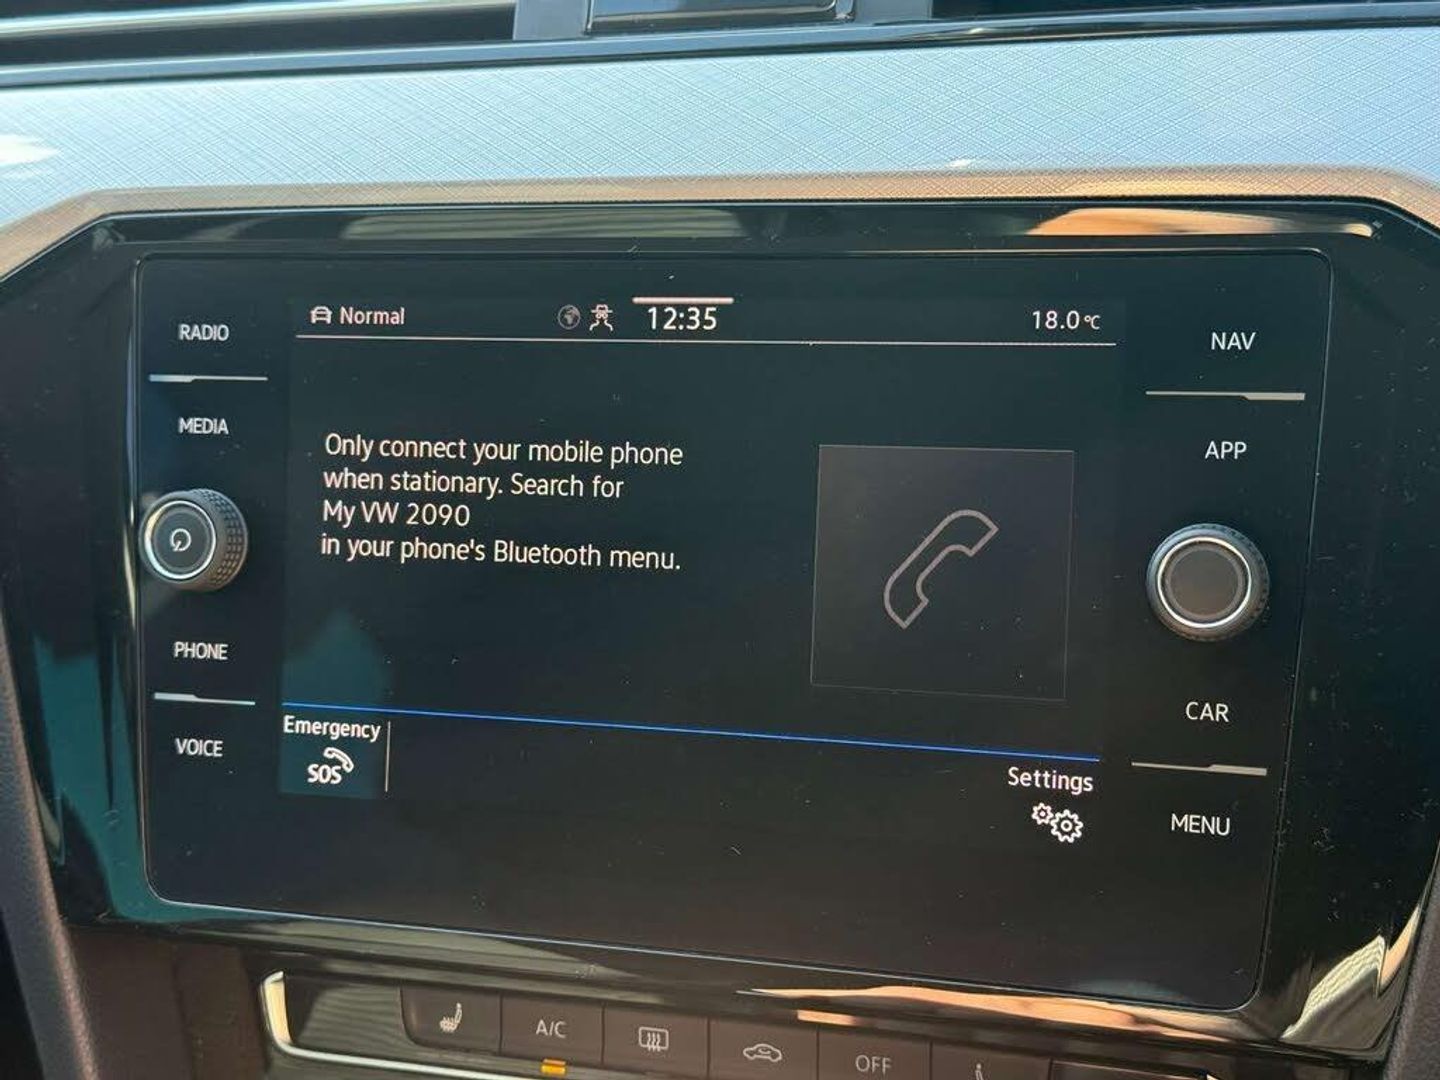 RADIO
MEDIA
PHONE
VOICE
Normal
12:35
18.0°C
Only connect your mobile phone
when stationary. Search for
My VW 2090
in your phone's Bluetooth menu.
Emergency
SOS
Settings
NAV
APP
CAR
MENU
A/C
OFF